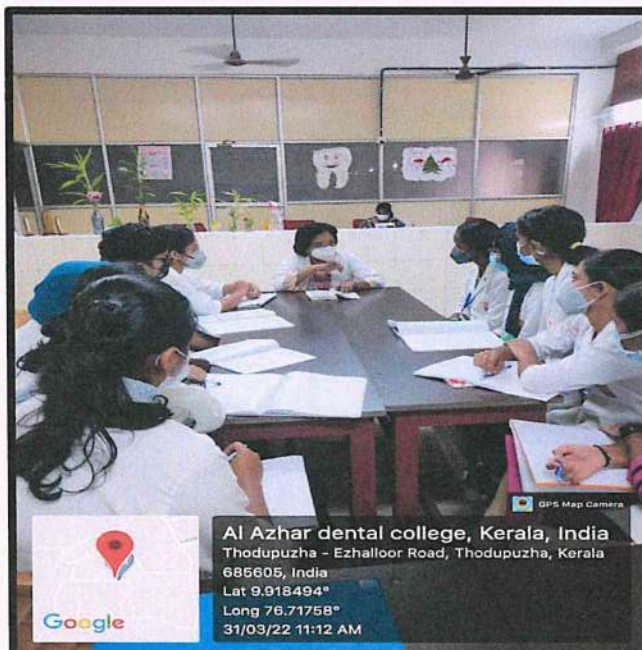 GPS Map Camera
Google
Al Azhar dental college, Kerala, India
Thodupuzha - Ezhalloor Road, Thodupuzha, Kerala
685605, India
Lat 9.918494°
Long 76.71758°
31/03/22 11:12 AM